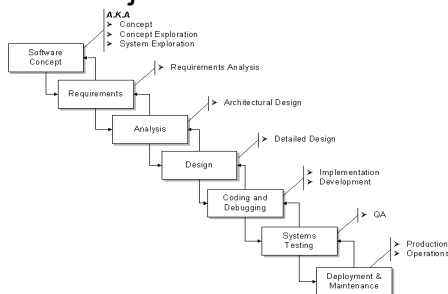 A.K.A
➤ Concept
➤ Concept Exploration
➤ System Exploration
Software
Concept
➤ Requirements Analysis
Requirements
➤ Architectural Design
Analysis
➤ Detailed Design
Design
➤ Implementation
➤ Development
Coding and
Debugging
➤ QA
Systems
Testing
➤ Production
➤ Operations
Deployment &
Maintenance